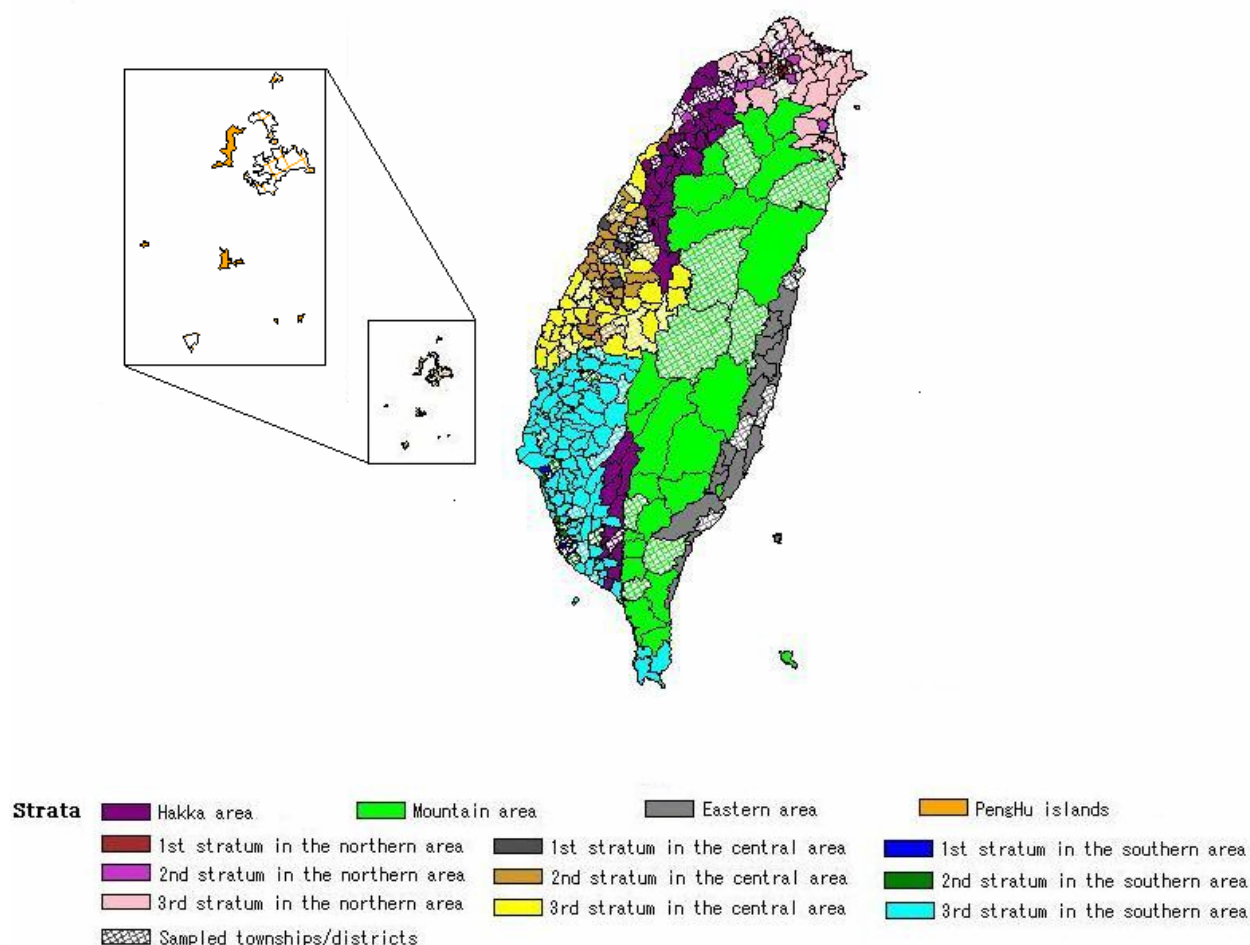 Strata Hakka area Mountain area Eastern area PengHu islands
1st stratum in the northern area 1st stratum in the central area 1st stratum in the southern area
2nd stratum in the northern area 2nd stratum in the central area 2nd stratum in the southern area
3rd stratum in the northern area 3rd stratum in the central area 3rd stratum in the southern area
Sampled townships/districts